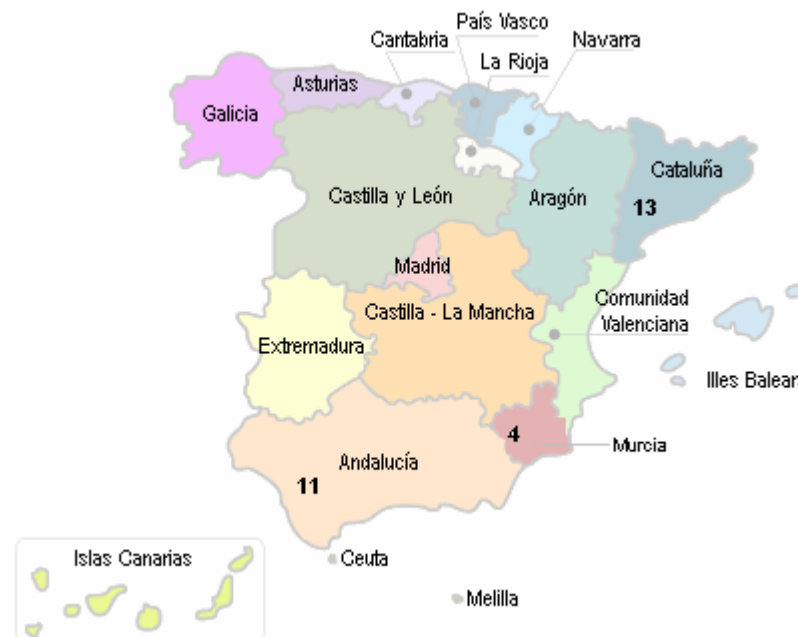 País Vasco
Cantabria
Navarra
La Rioja
Asturias
Galicia
Cataluña
Castilla y León
Aragón
13
Madrid
Comunidad
Valenciana
Castilla - La Mancha
Extremadura
Illes Balear
4
Murcia
Andalucía
11
Islas Canarias
Ceuta
Melilla